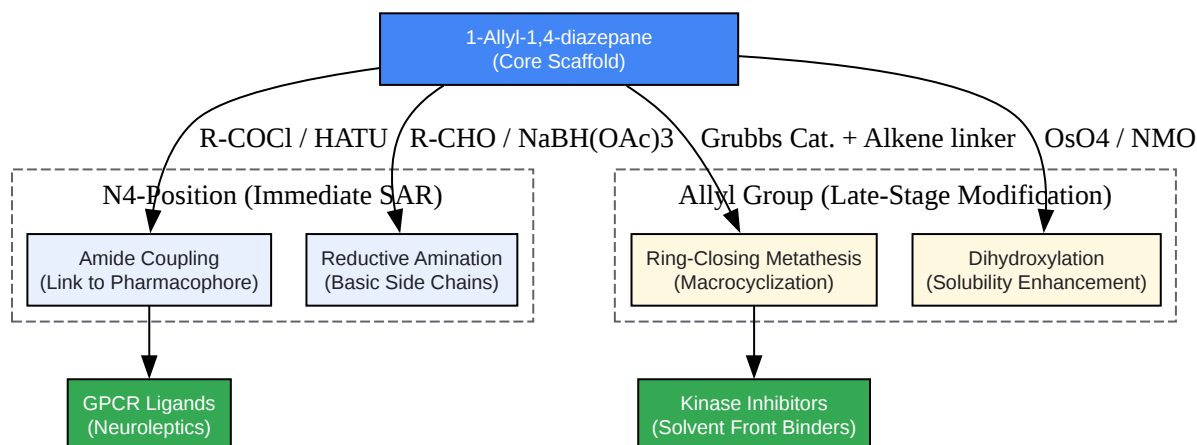 1-Allyl-1,4-diazepane
(Core Scaffold)
R-COCl / HATU
R-CHO / NaBH(OAc)3
Grubbs Cat. + Alkene linker
OsO4 / NMO
N4-Position (Immediate SAR)
Allyl Group (Late-Stage Modification)
Amide Coupling
(Link to Pharmacophore)
Reductive Amination
(Basic Side Chains)
Ring-Closing Metathesis
(Macrocyclization)
Dihydroxylation
(Solubility Enhancement)
GPCR Ligands
(Neuroleptics)
Kinase Inhibitors
(Solvent Front Binders)